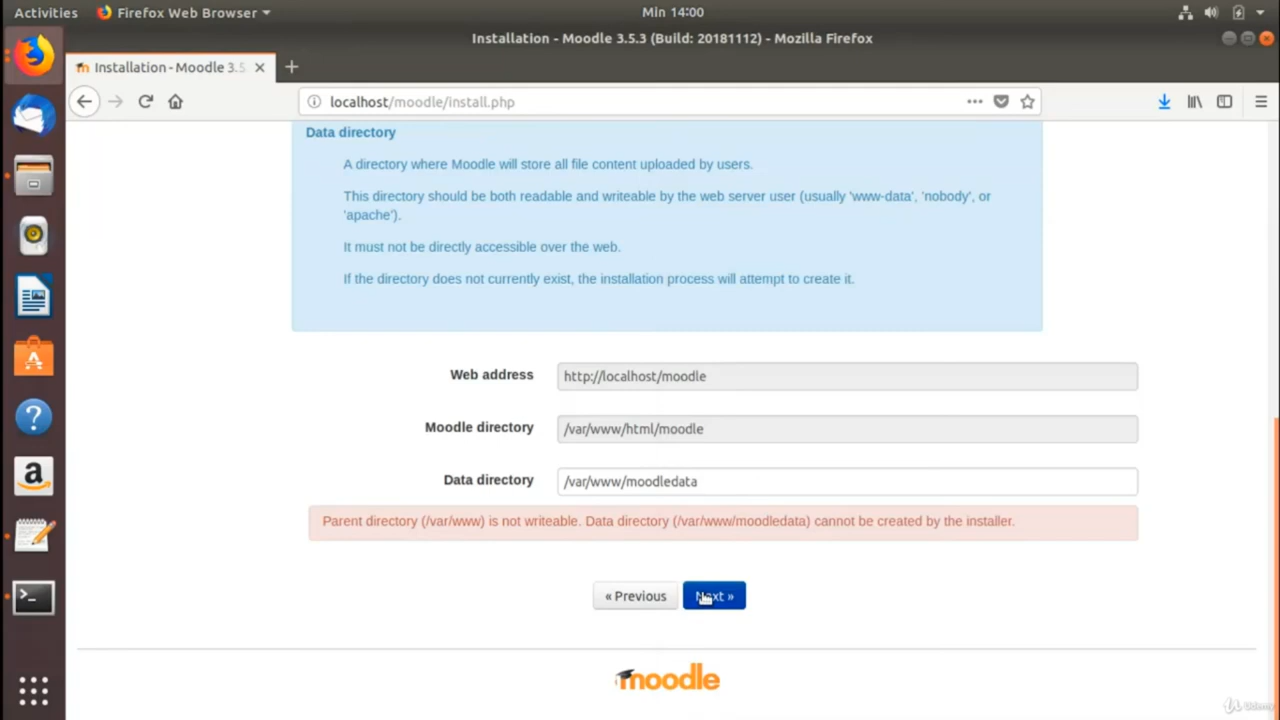 Activities Firefox Web Browser Min 14:00
Installation - Moodle 3.5.3 (Build: 20181112) - Mozilla Firefox
Installation - Moodle 3.5
localhost/moodle/install.php
Data directory
A directory where Moodle will store all file content uploaded by users.
This directory should be both readable and writeable by the web server user (usually 'www-data', 'nobody', or
'apache').
It must not be directly accessible over the web.
If the directory does not currently exist, the installation process will attempt to create it.
Web address http://localhost/moodle
Moodle directory /var/www/html/moodle
Data directory /var/www/moodledata
Parent directory (/var/www) is not writeable. Data directory (/var/www/moodledata) cannot be created by the installer.
« Previous Next »
moodle
Udemy